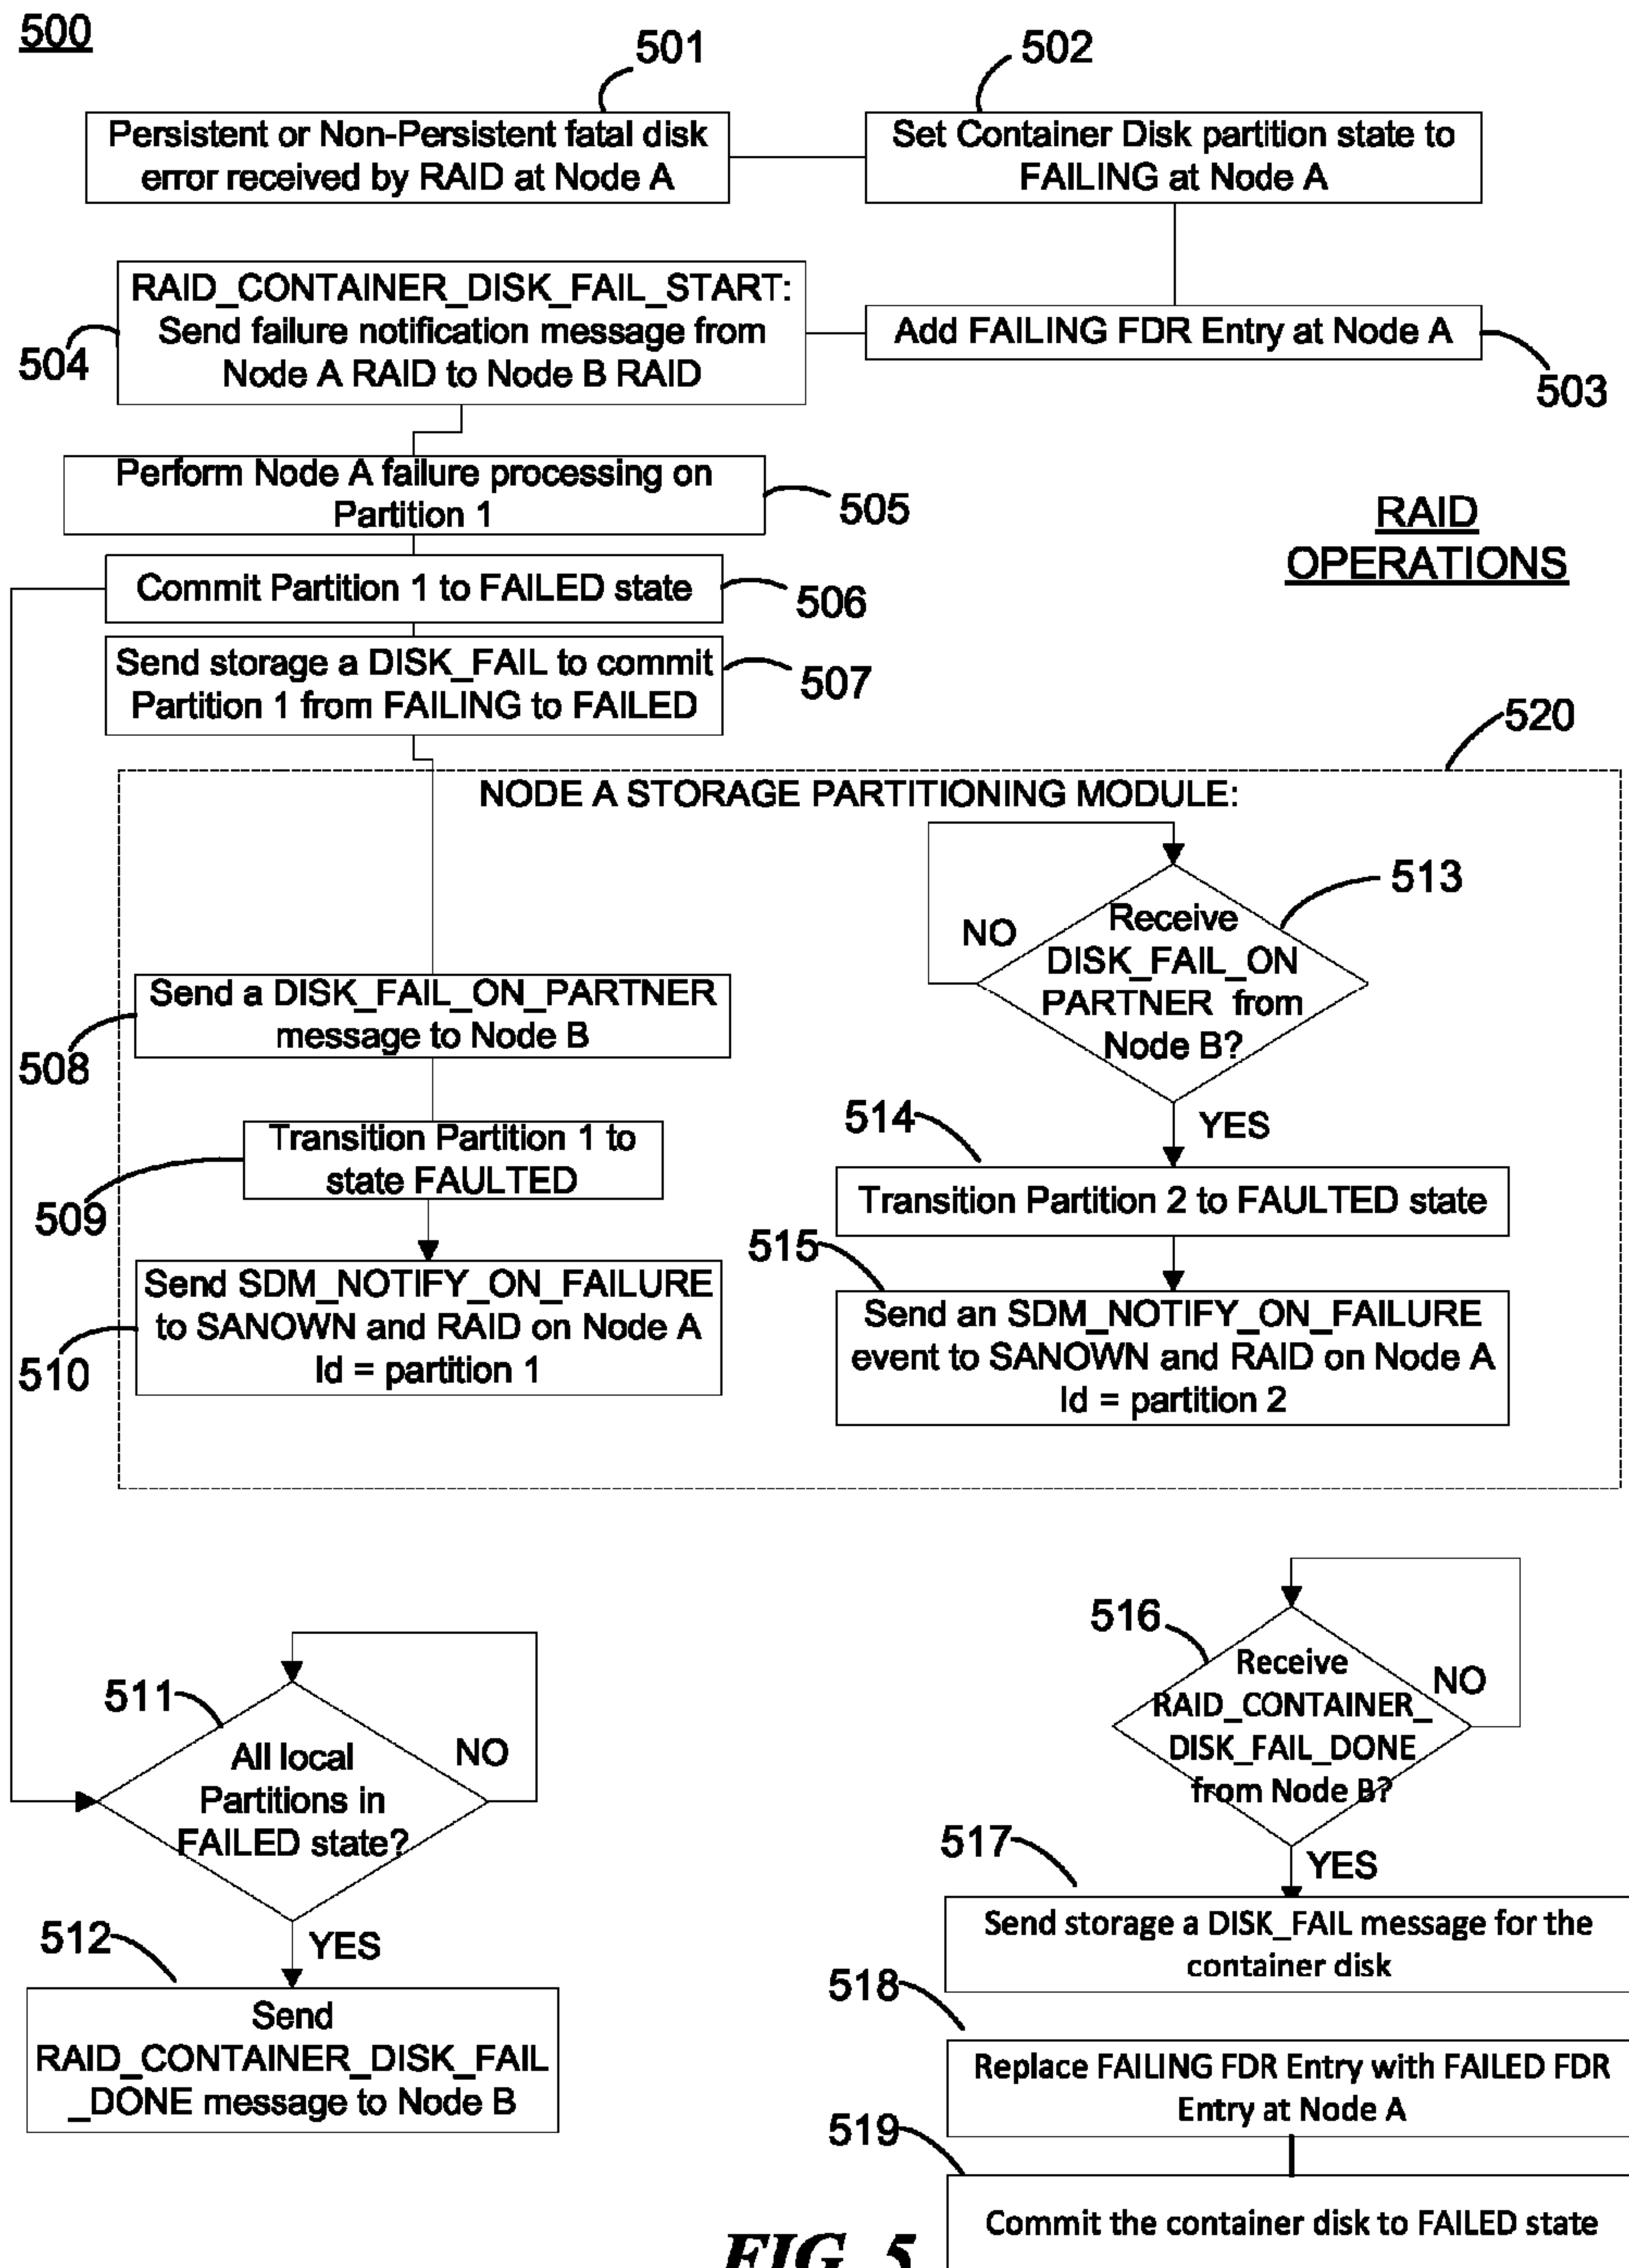 500
501
502
Persistent or Non-Persistent fatal disk
error received by RAID at Node A
Set Container Disk partition state to
FAILING at Node A
RAID_CONTAINER_DISK_FAIL_START:
Send failure notification message from
Node A RAID to Node B RAID
504
Add FAILING FDR Entry at Node A
503
Perform Node A failure processing on
Partition 1
505
RAID
OPERATIONS
Commit Partition 1 to FAILED state
506
Send storage a DISK_FAIL to commit
Partition 1 from FAILING to FAILED
507
520
NODE A STORAGE PARTITIONING MODULE:
513
NO
Receive
DISK_FAIL_ON
PARTNER from
Node B?
YES
Send a DISK_FAIL_ON_PARTNER
message to Node B
508
514
Transition Partition 1 to
state FAULTED
509
Transition Partition 2 to FAULTED state
515
Send SDM_NOTIFY_ON_FAILURE
to SANOWN and RAID on Node A
Id = partition 1
510
Send an SDM_NOTIFY_ON_FAILURE
event to SANOWN and RAID on Node A
Id = partition 2
511
All local
Partitions in
FAILED state?
NO
YES
512
Send
RAID_CONTAINER_DISK_FAIL
_DONE message to Node B
516
Receive
RAID_CONTAINER_
DISK_FAIL_DONE
from Node B?
NO
YES
517
Send storage a DISK_FAIL message for the
container disk
518
Replace FAILING FDR Entry with FAILED FDR
Entry at Node A
519
Commit the container disk to FAILED state
FIG. 5